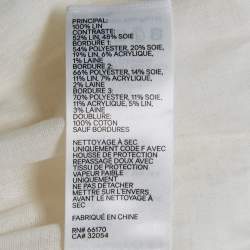 PRINCIPAL:
100% LIN
CONTRASTE:
52% LIN, 48% SOIE
BORDURE 1:
54% POLYESTER, 20% SOIE,
19% LIN, 6% ACRYLIQUE,
1% LAINE
BORDURE 2:
66% POLYESTER, 14% SOIE,
11% LIN, 7% ACRYLIQUE,
2% LAINE
BORDURE 3:
70% POLYESTER, 11% SOIE,
11% ACRYLIQUE, 5% LIN,
3% LAINE
DOUBLURE:
100% COTON
SAUF BORDURES
NETTOYAGE À SEC
UNIQUEMENT CODE F AVEC
HOUSSE DE PROTECTION
REPASSAGE DOUX AVEC
TISSU DE PROTECTION
VAPEUR FAIBLE
UNIQUEMENT
NE PAS DÉTACHER
METTRE SUR L'ENVERS
AVANT LE NETTOYAGE À SEC
FABRIQUÉ EN CHINE
RN# 66170
CA# 32054